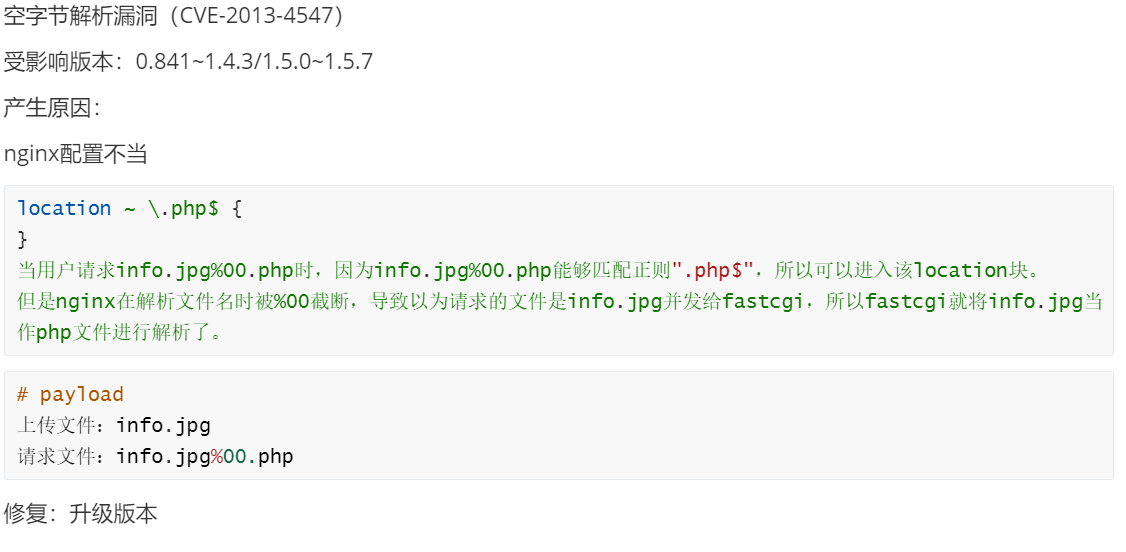 空字节解析漏洞（CVE-2013-4547）
受影响版本：0.841~1.4.3/1.5.0~1.5.7
产生原因：
nginx配置不当
location ~ \.php$ {
}
当用户请求info.jpg%00.php时，因为info.jpg%00.php能够匹配正则".php$"，所以可以进入该location块。
但是nginx在解析文件名时被%00截断，导致以为请求的文件是info.jpg并发给fastcgi，所以fastcgi就将info.jpg当
作php文件进行解析了。
# payload
上传文件：info.jpg
请求文件：info.jpg%00.php
修复：升级版本